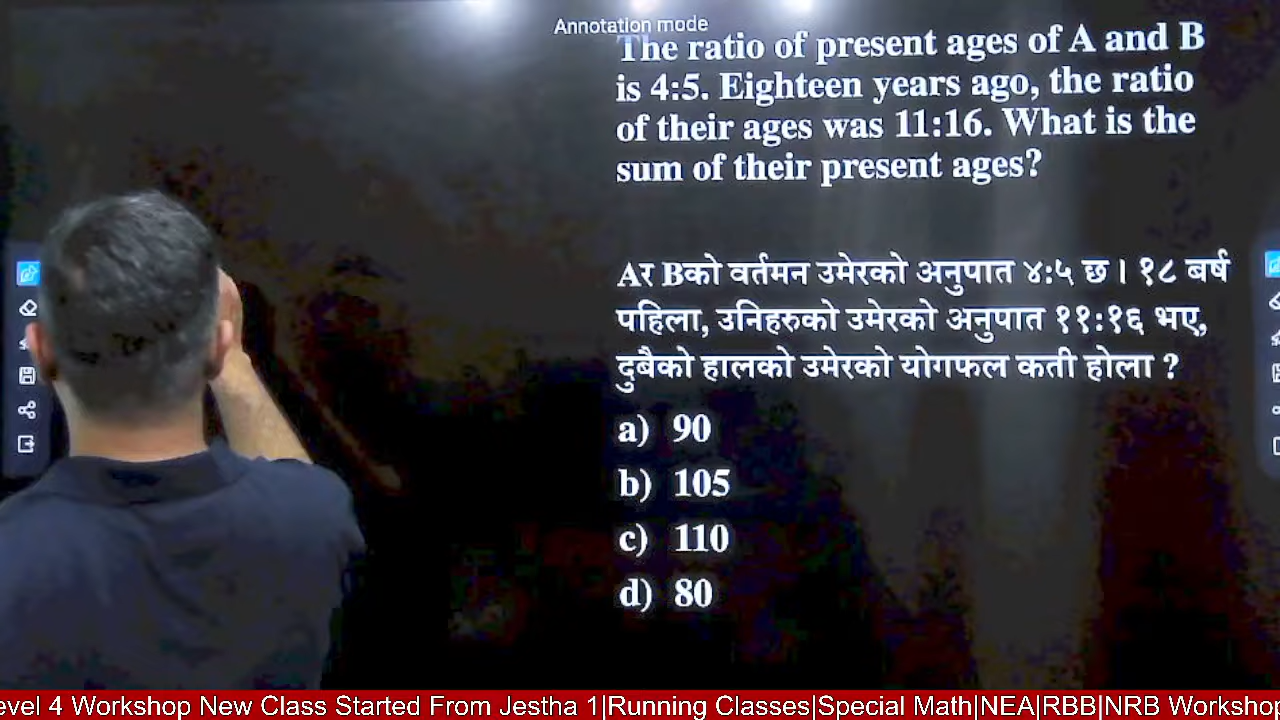 Annotation mode
The ratio of present ages of A and B
is 4:5. Eighteen years ago, the ratio
of their ages was 11:16. What is the
sum of their present ages?
Aर Bको वर्तमन उमेरको अनुपात ४:५ छ । १८ बर्ष
पहिला, उनिहरुको उमेरको अनुपात ११:१६ भए,
दुबैको हालको उमेरको योगफल कती होला ?
a) 90
b) 105
c) 110
d) 80
evel 4 Workshop New Class Started From Jestha 1|Running Classes|Special Math|NEA|RBB|NRB Workshop